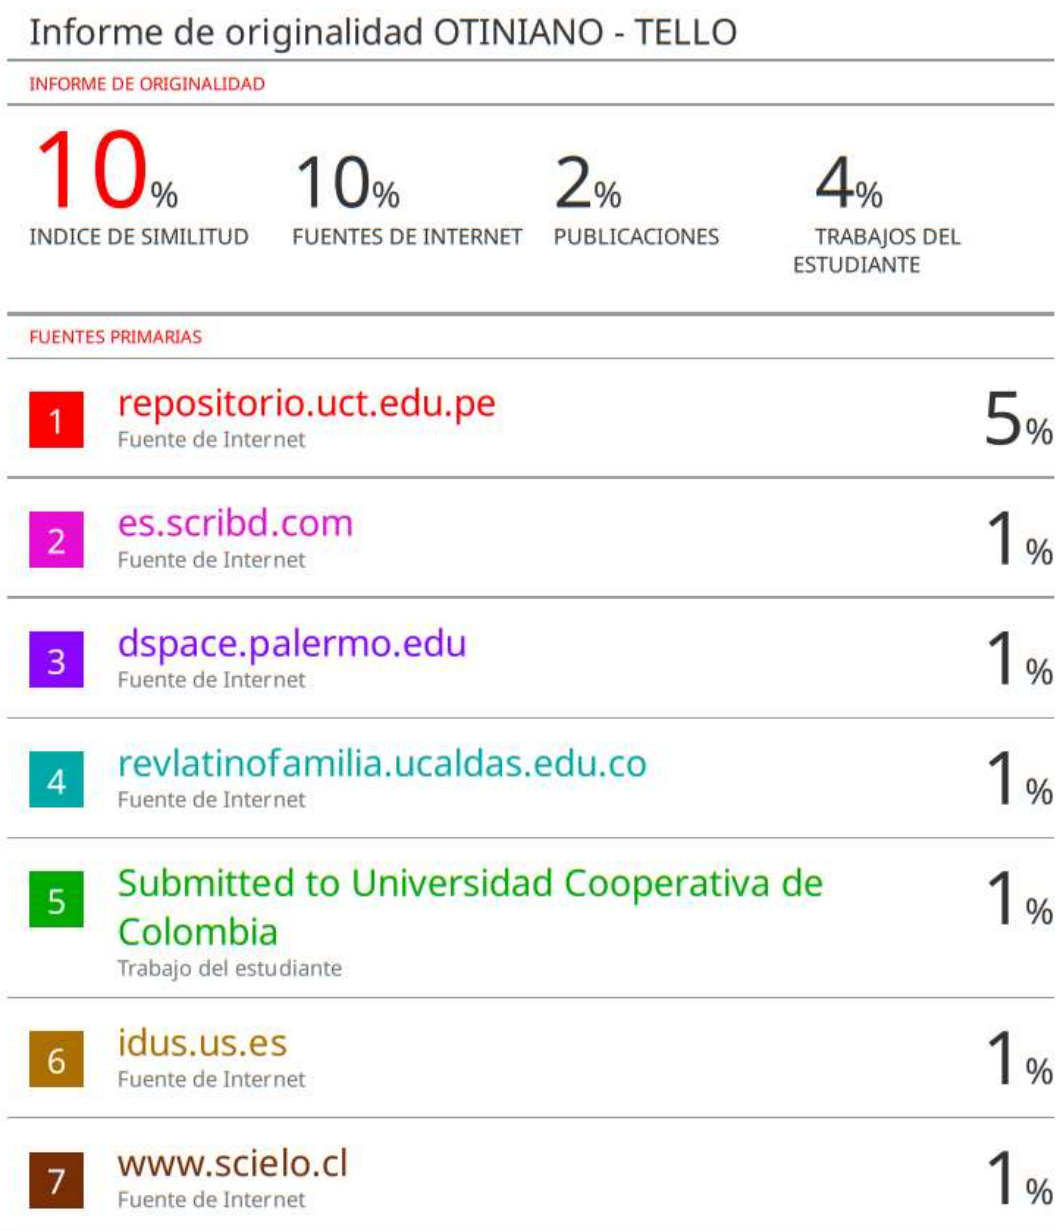 Informe de originalidad OTINIANO - TELLO
INFORME DE ORIGINALIDAD
10% 10% 2% 4%
INDICE DE SIMILITUD FUENTES DE INTERNET PUBLICACIONES TRABAJOS DEL
ESTUDIANTE
FUENTES PRIMARIAS
1 repositorio.uct.edu.pe 5%
Fuente de Internet
2 es.scribd.com 1%
Fuente de Internet
3 dspace.palermo.edu 1%
Fuente de Internet
4 revlatinofamilia.ucaldas.edu.co 1%
Fuente de Internet
5 Submitted to Universidad Cooperativa de 1%
Colombia
Trabajo del estudiante
6 idus.us.es 1%
Fuente de Internet
7 www.scielo.cl 1%
Fuente de Internet